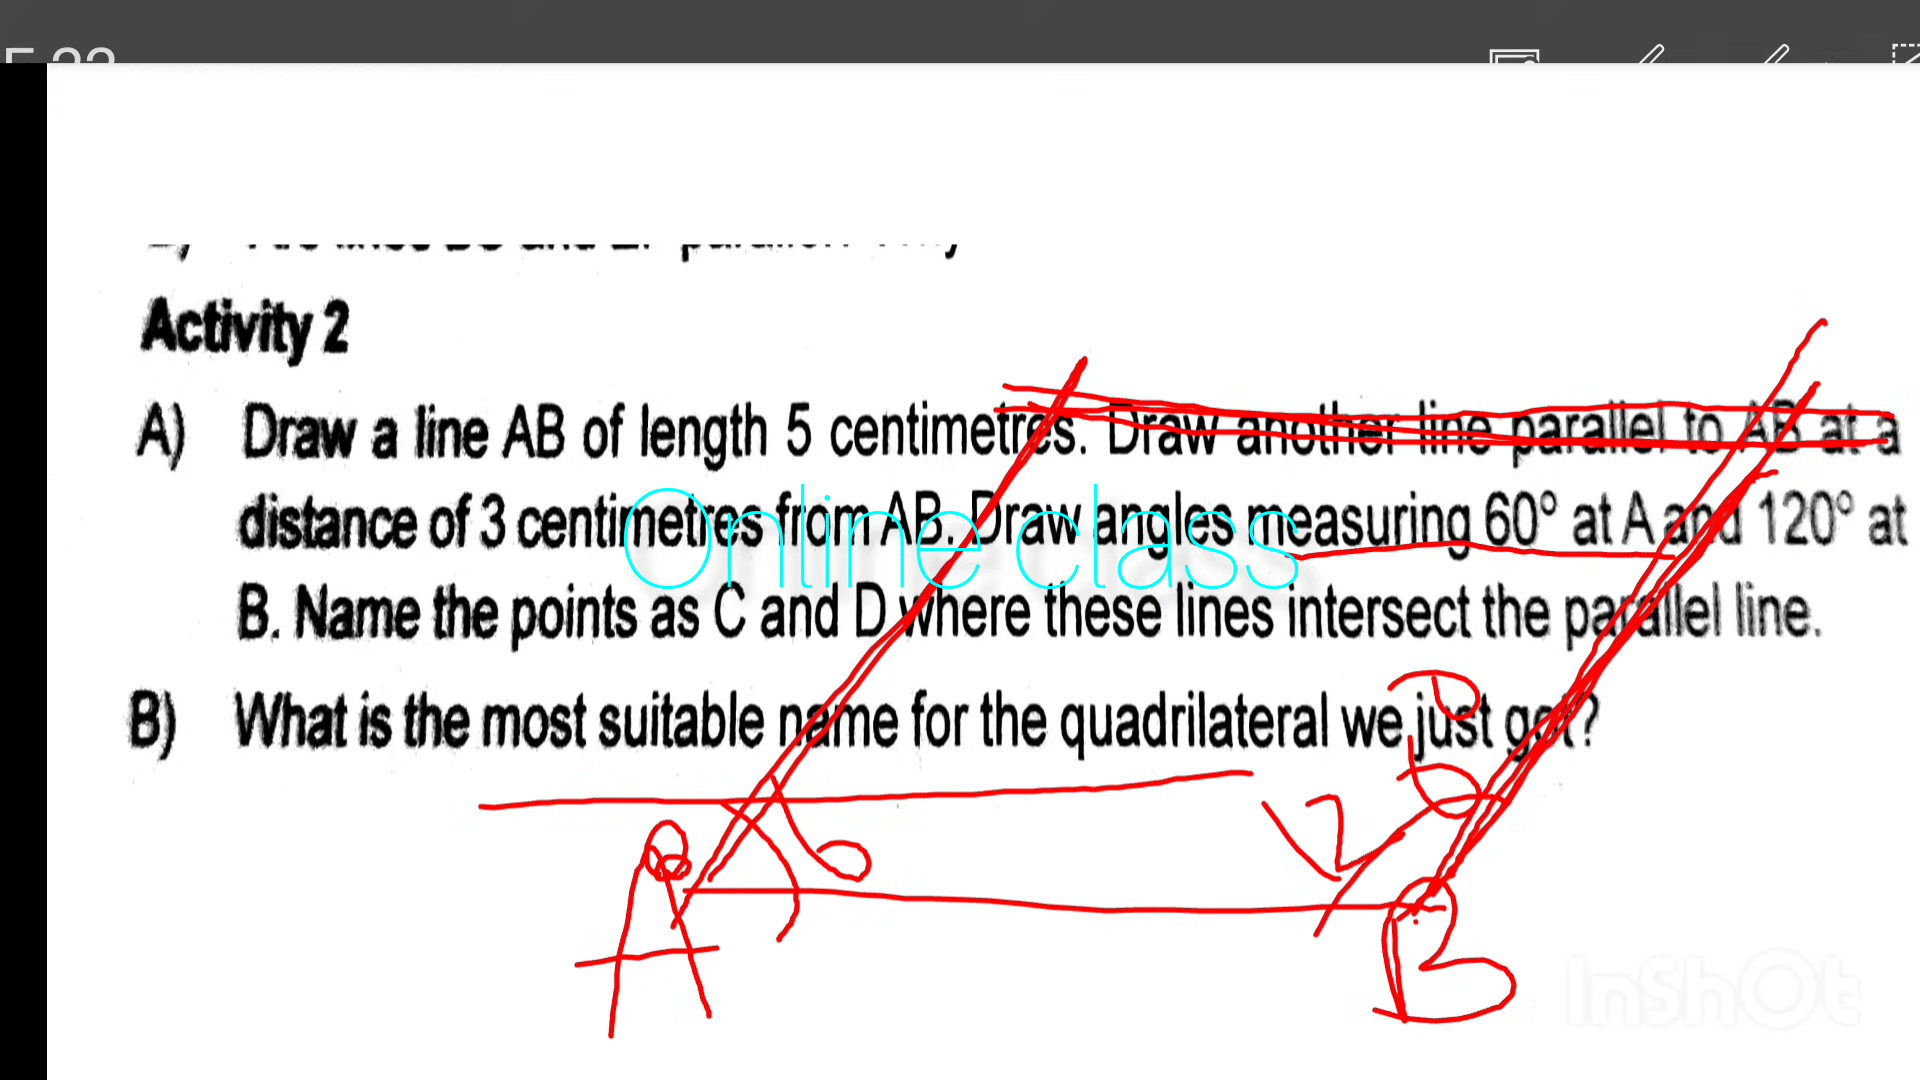 Activity 2
A) Draw a line AB of length 5 centimetres. Draw another line parallel to AB at a
distance of 3 centimetres from AB. Draw angles measuring 60° at A and 120° at
B. Name the points as C and D where these lines intersect the parallel line.
B) What is the most suitable name for the quadrilateral we just got?
Online class
A
B
InShOt